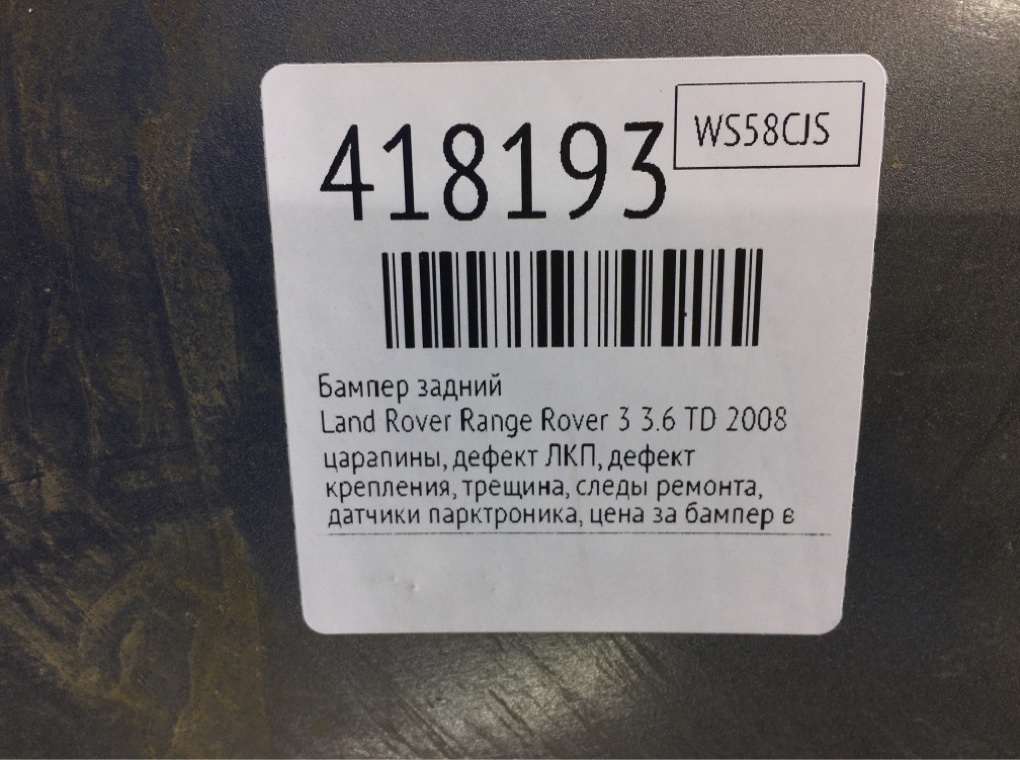 418193
WS58CJS
Бампер задний
Land Rover Range Rover 3 3.6 TD 2008
царапины, дефект ЛКП, дефект
крепления, трещина, следы ремонта,
датчики парктроника, цена за бампер в